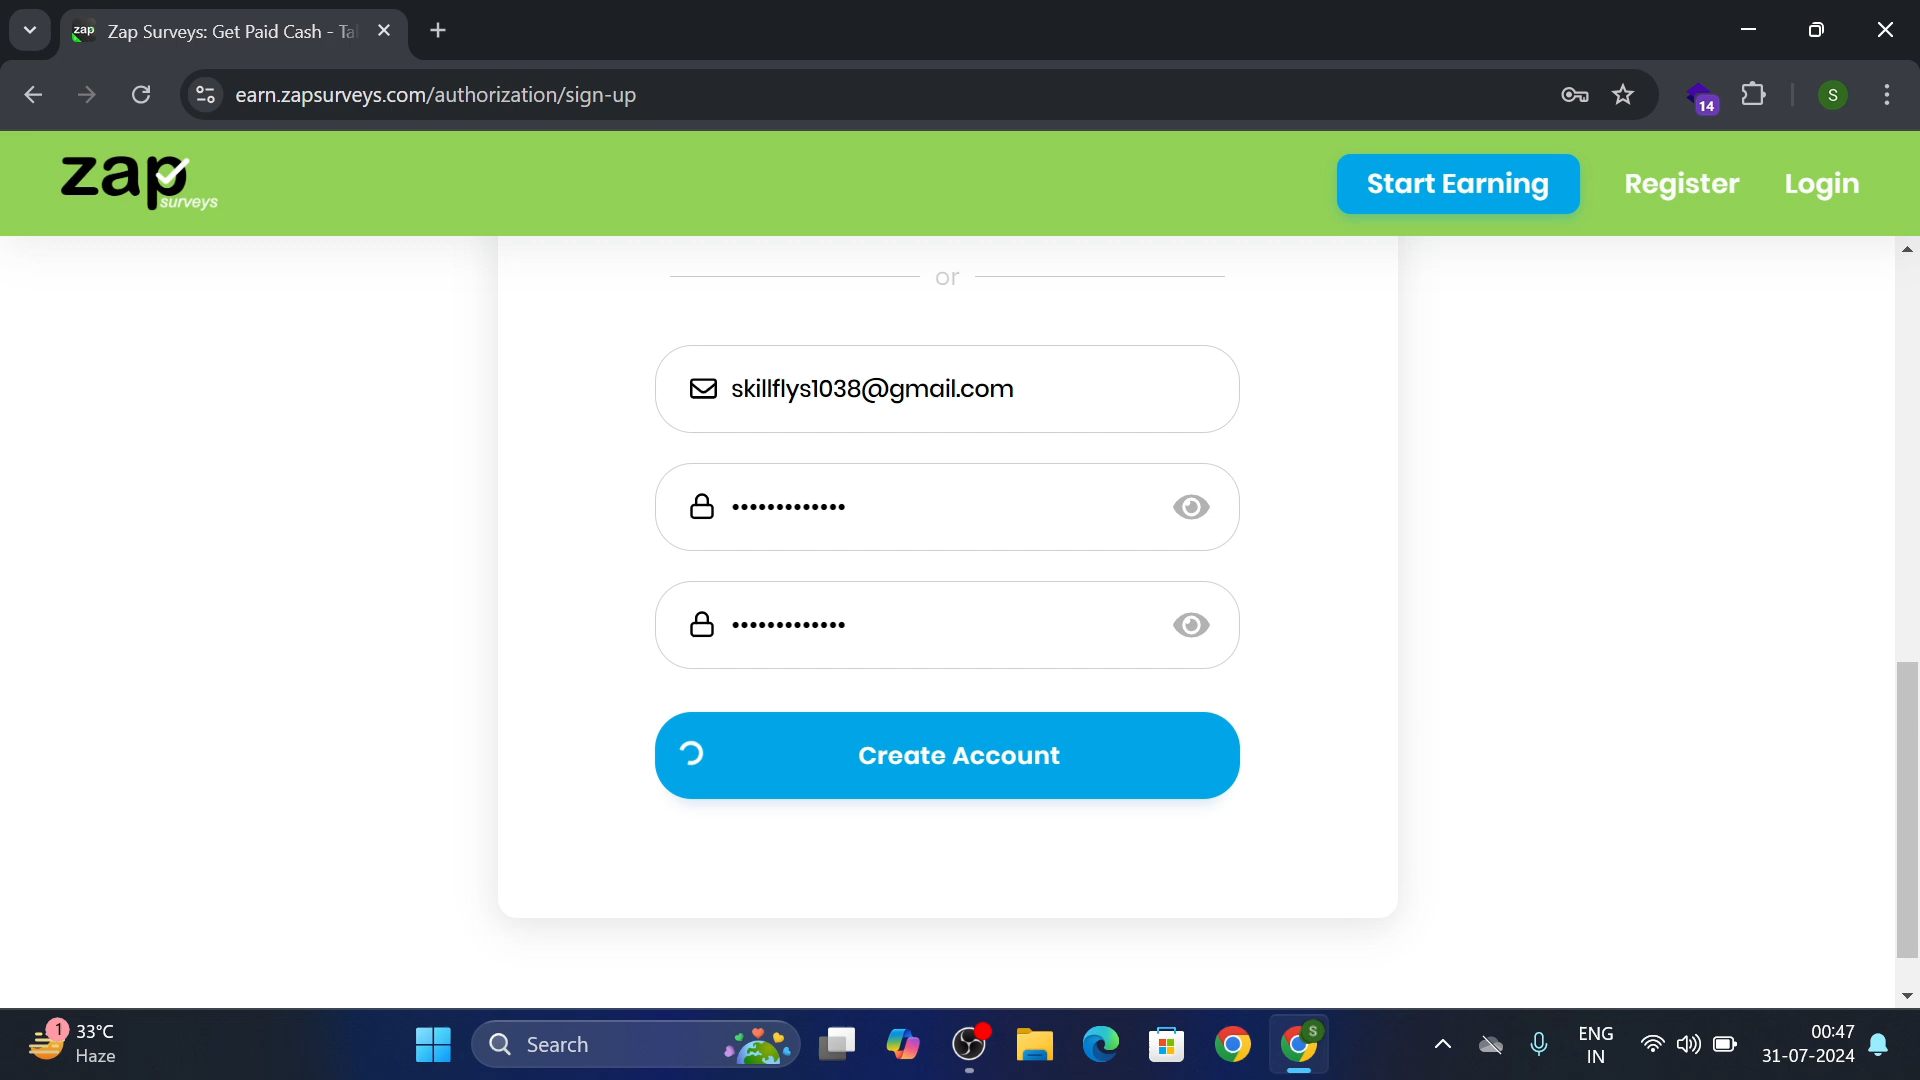 zap Zap Surveys: Get Paid Cash - Ta
earn.zapsurveys.com/authorization/sign-up
14
S
zap
surveys
Start Earning
Register
Login
or
skillflys1038@gmail.com
•••••••••••••
•••••••••••••
Create Account
1
33°C
Haze
Search
S
ENG
IN
00:47
31-07-2024